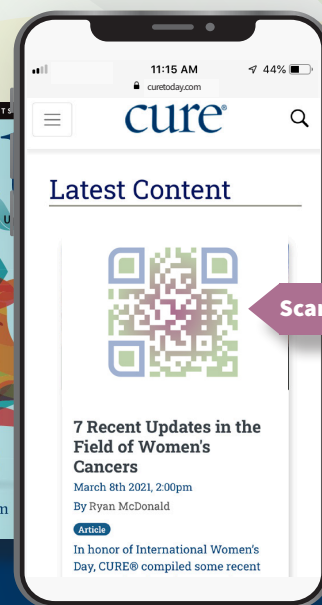 11:15 AM
44%
curetoday.com
cure®
Latest Content
Scan
7 Recent Updates in the
Field of Women's
Cancers
March 8th 2021, 2:00pm
By Ryan McDonald
Article
In honor of International Women's
Day, CURE® compiled some recent